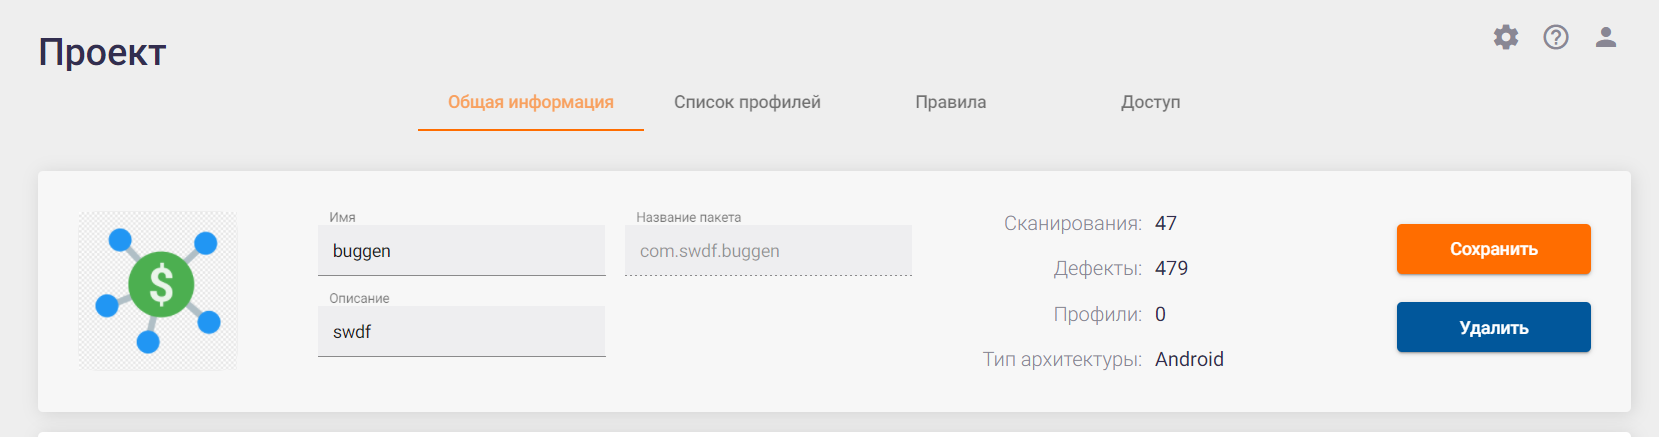 Проект
Общая информация
Список профилей
Правила
Доступ
Имя
buggen
Название пакета
com.swdf.buggen
Описание
swdf
Сканирования: 47
Дефекты: 479
Профили: 0
Тип архитектуры: Android
Сохранить
Удалить
$